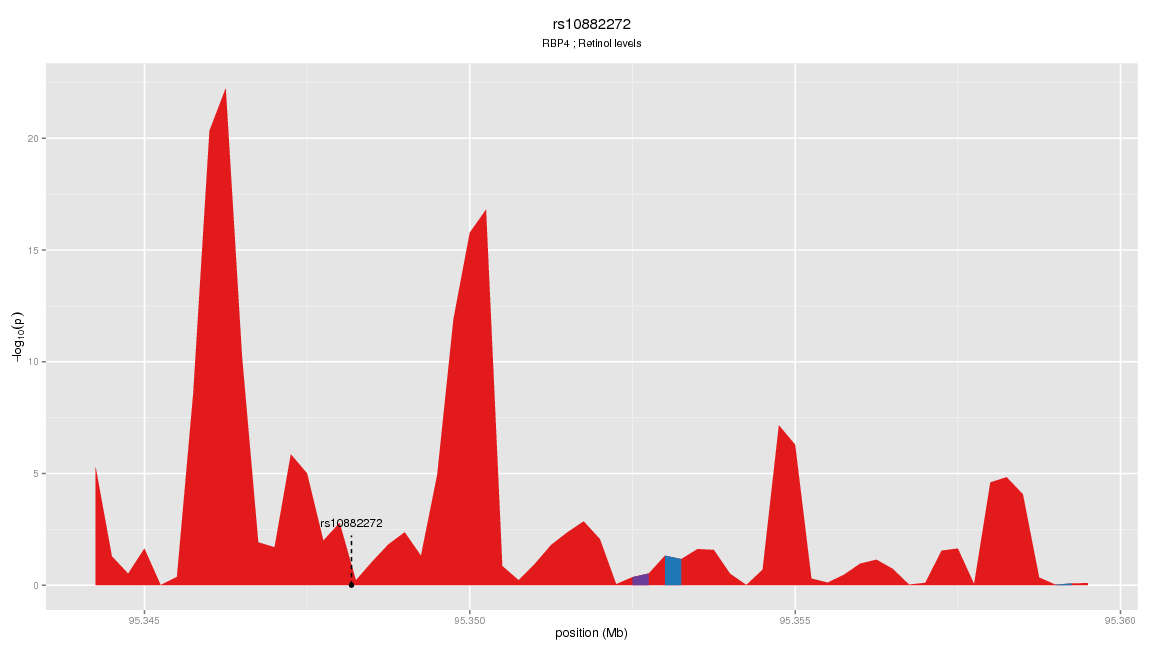 rs10882272
RBP4 ; Retinol levels
20
15
10
5
0
−log10(p)
rs10882272
95.345
95.350
95.355
95.360
position (Mb)